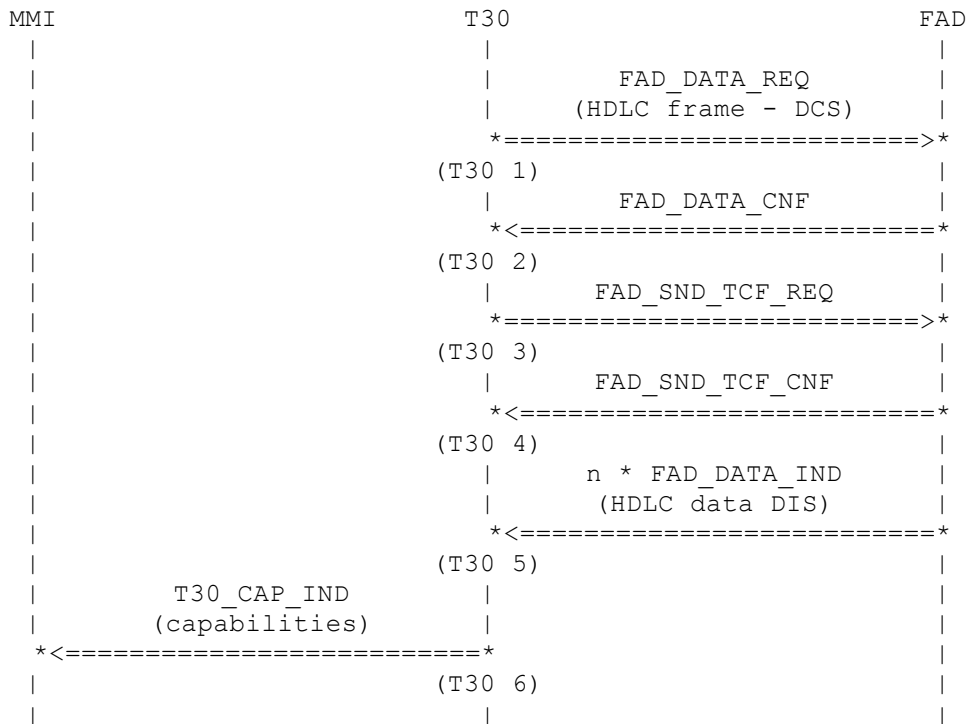 MMI T30 FAD
| | |
| | FAD_DATA_REQ |
| | (HDLC frame - DCS) |
| *==========================>*
| (T30 1) |
| | FAD_DATA_CNF |
| *<==========================*
| (T30 2) |
| | FAD_SND_TCF_REQ |
| *==========================>*
| (T30 3) |
| | FAD_SND_TCF_CNF |
| *<==========================*
| (T30 4) |
| | n * FAD_DATA_IND |
| | (HDLC data DIS) |
| *<==========================*
| (T30 5) |
| T30_CAP_IND | |
| (capabilities) | |
*<==========================* |
| (T30 6) |
| | |